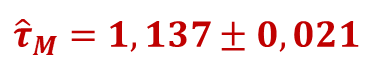 τ̂_M = 1,137 ± 0,021